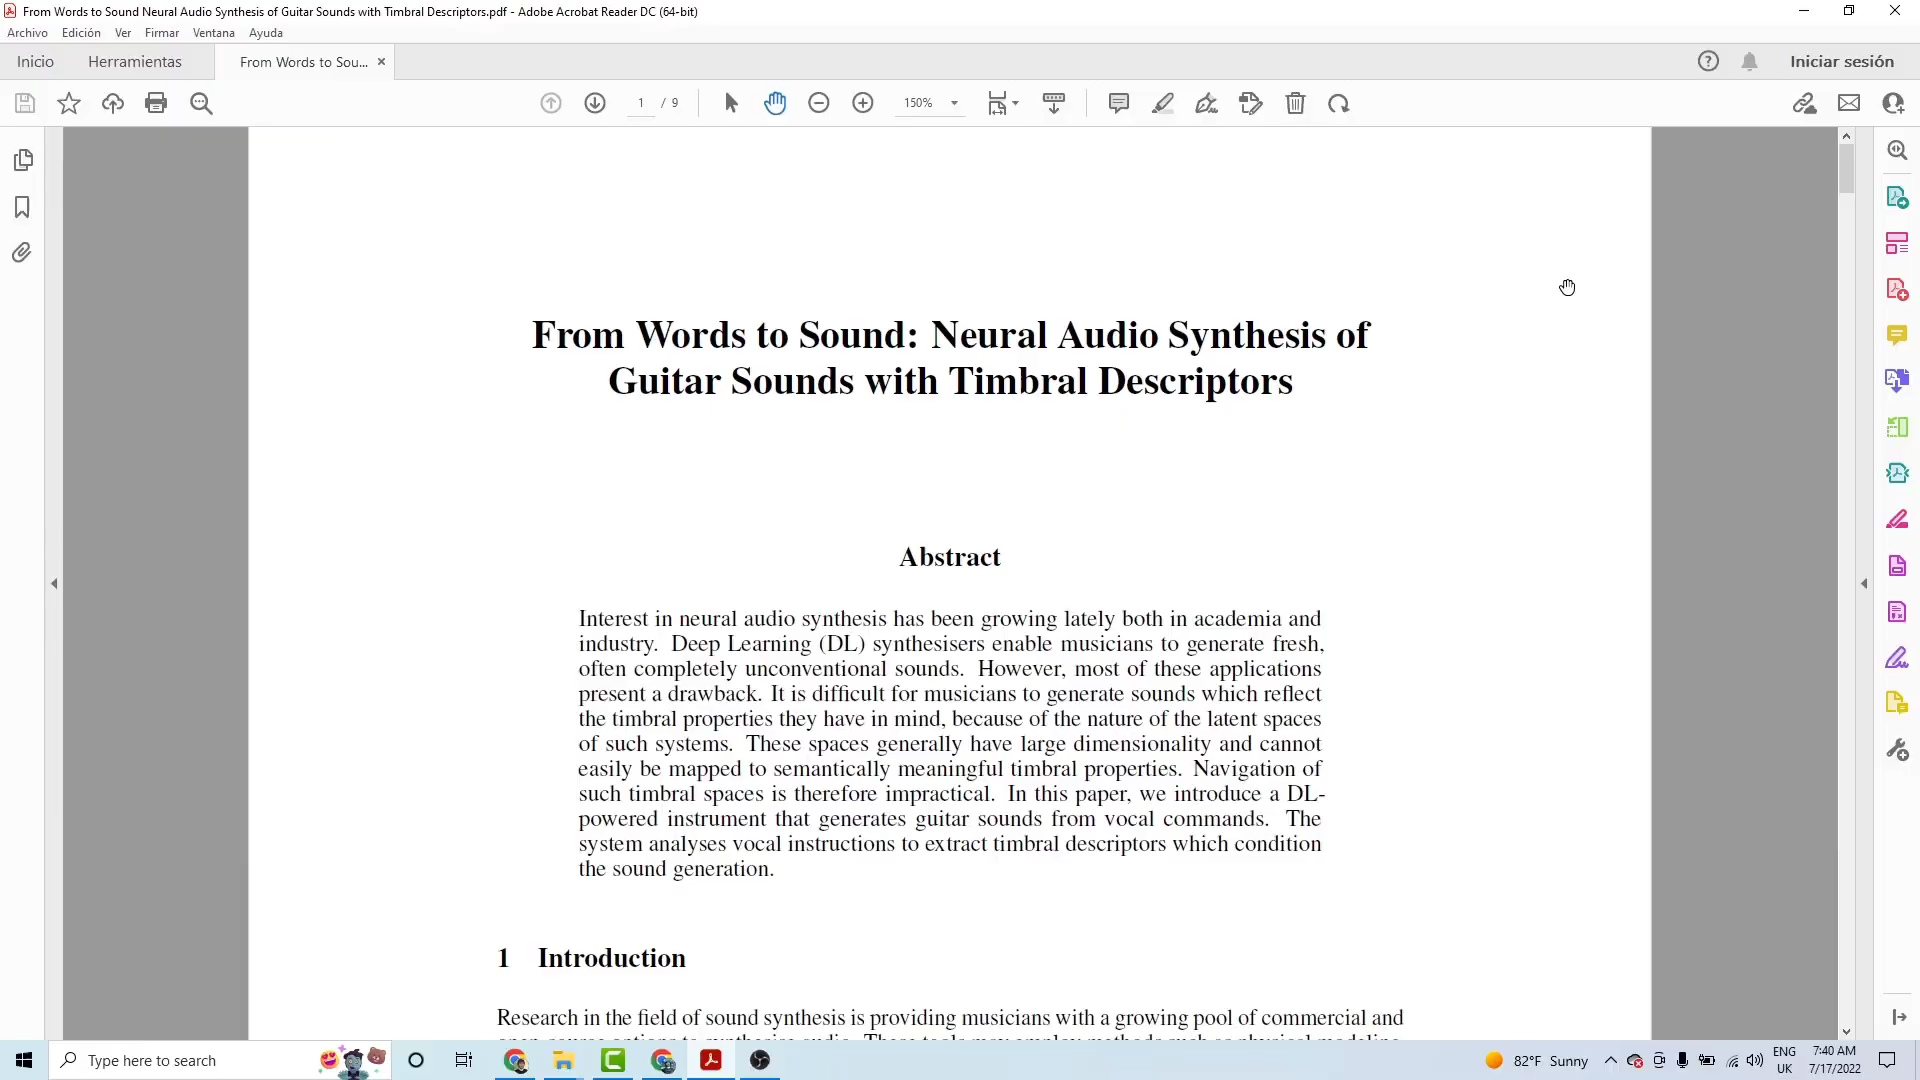 From Words to Sound Neural Audio Synthesis of Guitar Sounds with Timbral Descriptors.pdf - Adobe Acrobat Reader DC (64-bit)
Archivo Edición Ver Firmar Ventana Ayuda
Inicio Herramientas From Words to Sou... × Iniciar sesión
1 / 9 150%
From Words to Sound: Neural Audio Synthesis of
Guitar Sounds with Timbral Descriptors
Abstract
Interest in neural audio synthesis has been growing lately both in academia and
industry. Deep Learning (DL) synthesisers enable musicians to generate fresh,
often completely unconventional sounds. However, most of these applications
present a drawback. It is difficult for musicians to generate sounds which reflect
the timbral properties they have in mind, because of the nature of the latent spaces
of such systems. These spaces generally have large dimensionality and cannot
easily be mapped to semantically meaningful timbral properties. Navigation of
such timbral spaces is therefore impractical. In this paper, we introduce a DL-
powered instrument that generates guitar sounds from vocal commands. The
system analyses vocal instructions to extract timbral descriptors which condition
the sound generation.
1 Introduction
Research in the field of sound synthesis is providing musicians with a growing pool of commercial and
Type here to search
82°F Sunny
ENG
UK
7:40 AM
7/17/2022